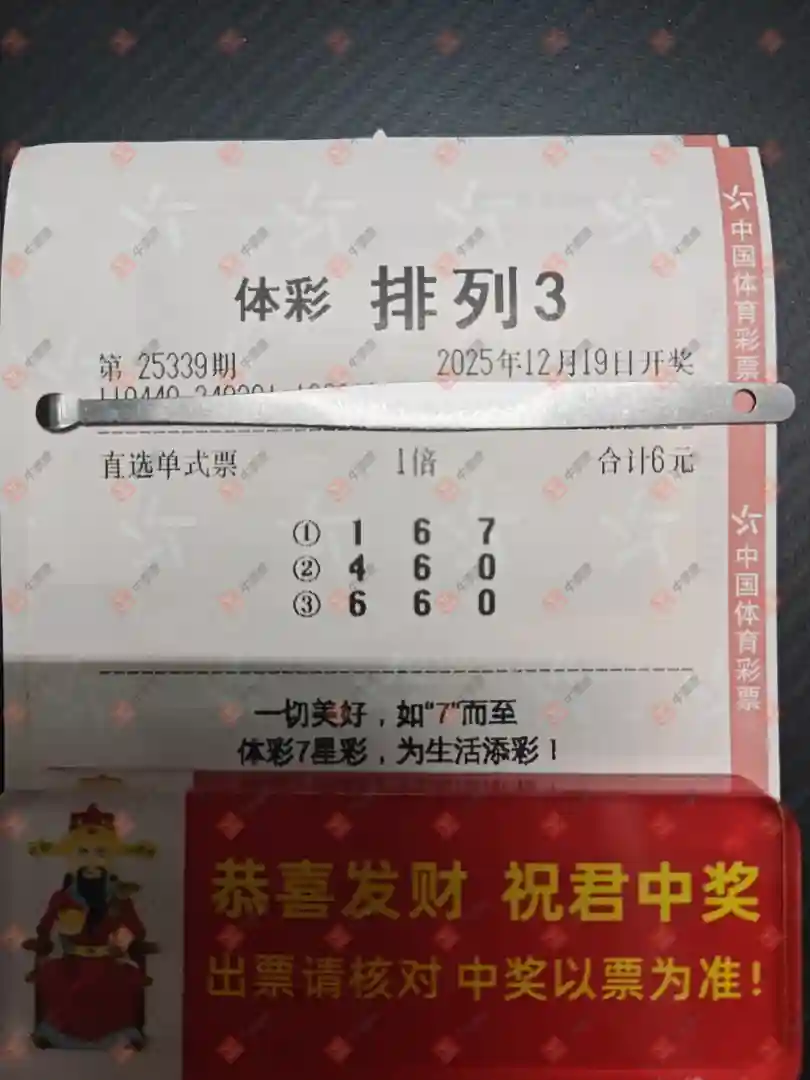 体彩 排列3
第 25339期 2025年12月19日开奖
直选单式票 1倍 合计6元
① 1 6 7
② 4 6 0
③ 6 6 0
一切美好，如“7”而至
体彩7星彩，为生活添彩！
中国体育彩票
中国体育彩票
恭喜发财 祝君中奖
出票请核对 中奖以票为准！